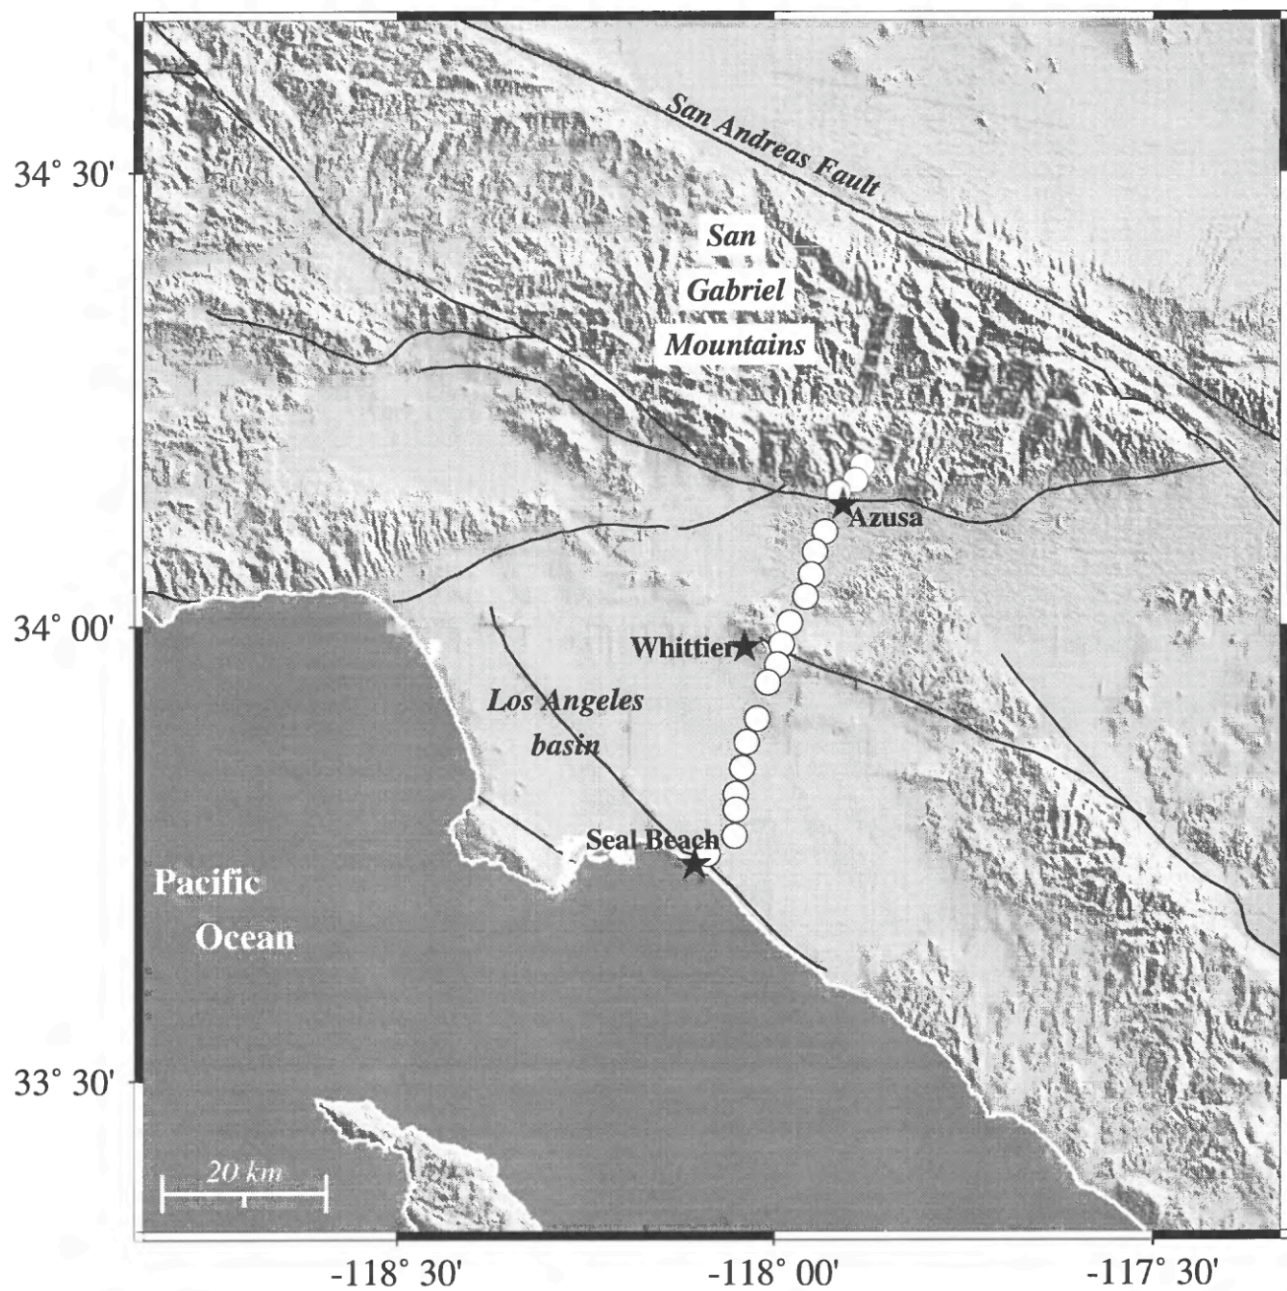 San Andreas Fault
34° 30'
San
Gabriel
Mountains
Azusa
34° 00'
Whittier
Los Angeles
basin
Seal Beach
Pacific
Ocean
33° 30'
20 km
-118° 30'
-118° 00'
-117° 30'